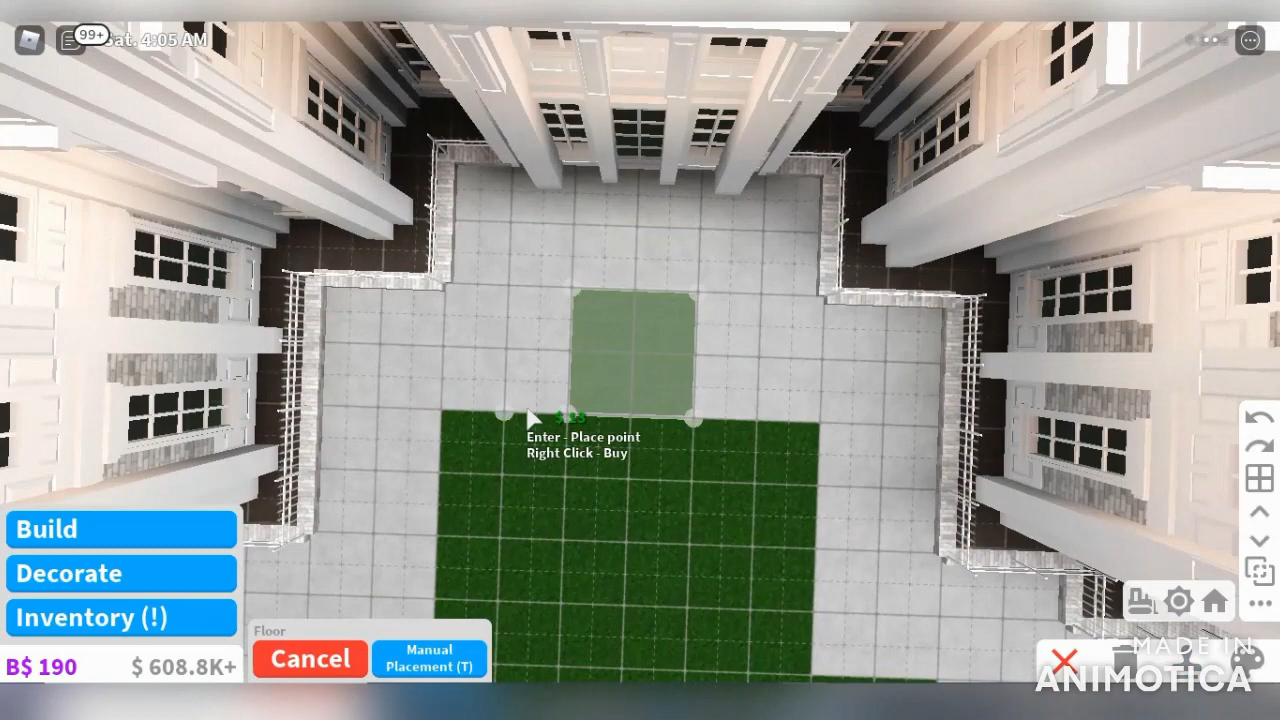 99+
Sat. 4:05 AM
$ 13
Enter - Place point
Right Click - Buy
Build
Decorate
Inventory (!)
B$ 190
$ 608.8K+
Floor
Cancel
Manual
Placement (T)
MADE IN
ANIMOTICA